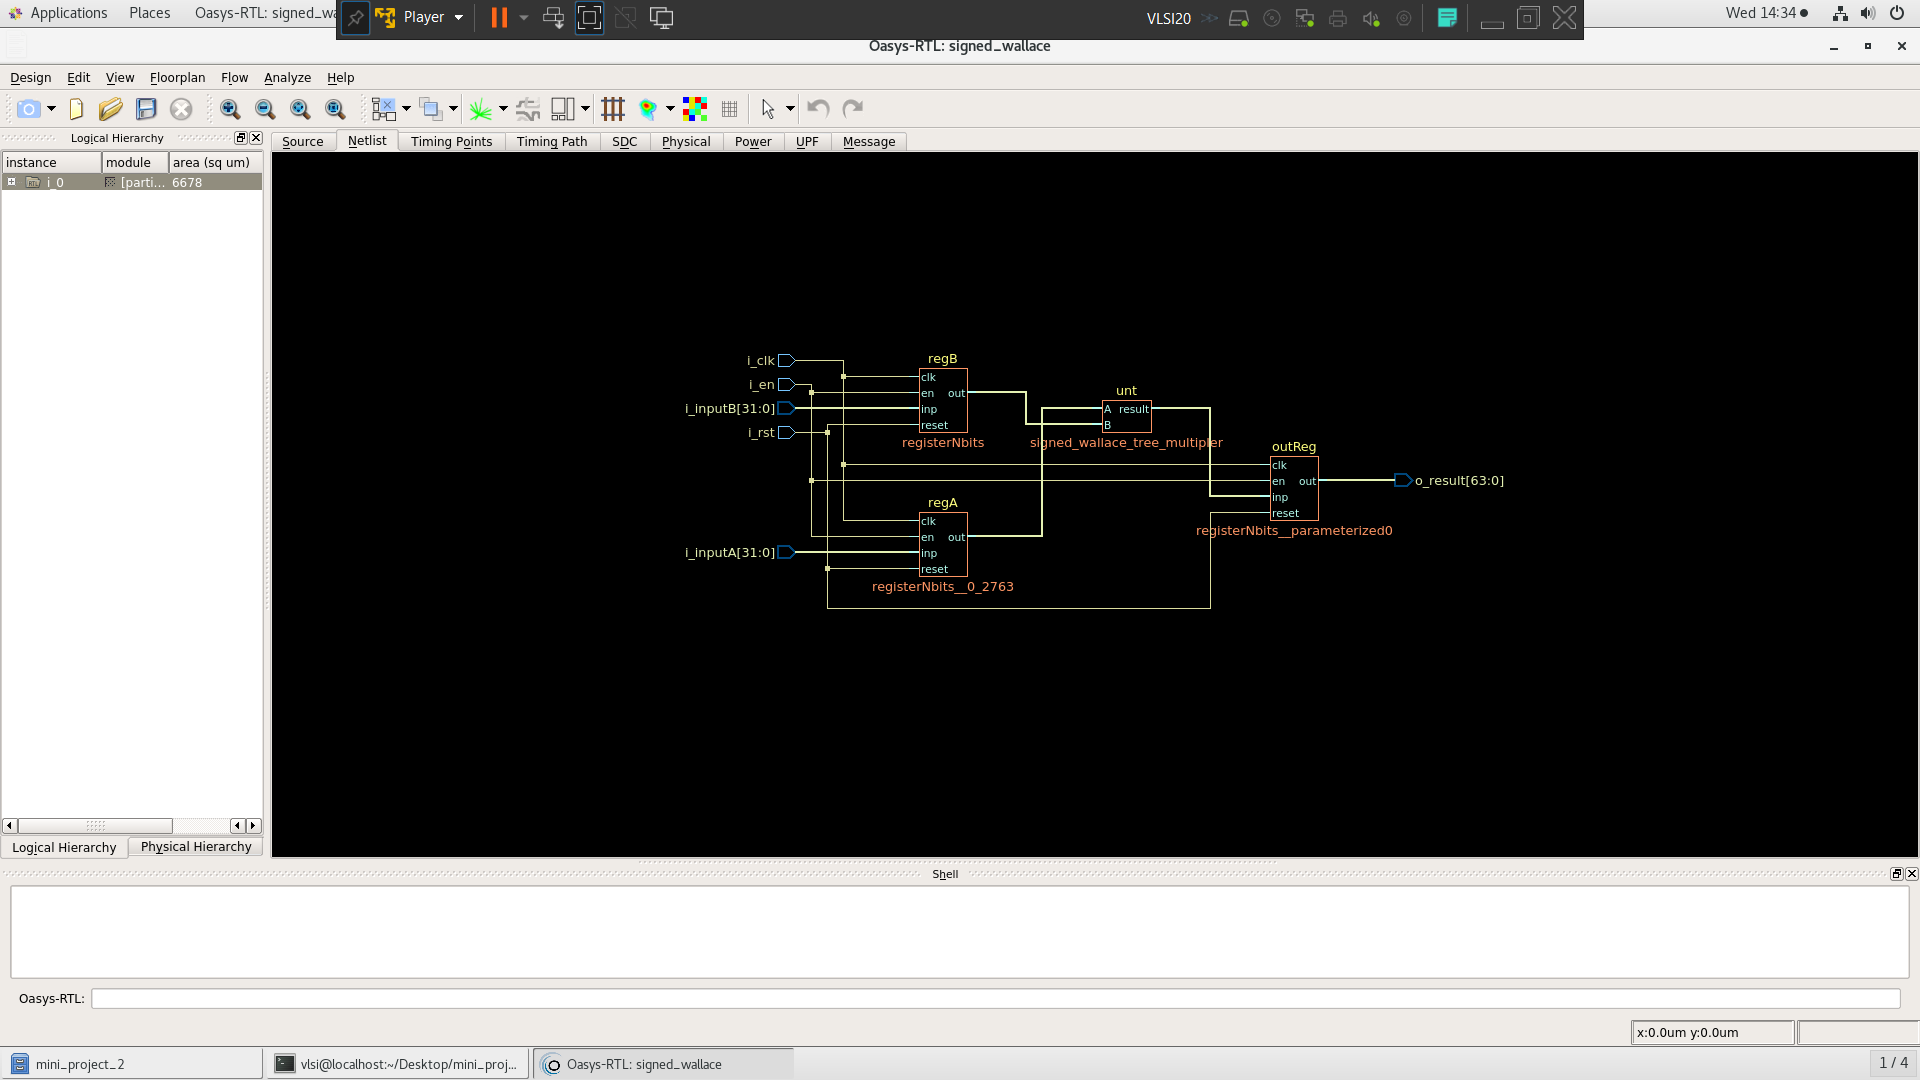 Applications Places Oasys-RTL: signed_wa
Player
VLSI20
Wed 14:34
Oasys-RTL: signed_wallace
Design Edit View Floorplan Flow Analyze Help
Logical Hierarchy
instance module area (sq um)
i_0 [parti... 6678
Source Netlist Timing Points Timing Path SDC Physical Power UPF Message
i_clk
i_en
i_inputB[31:0]
i_rst
i_inputA[31:0]
regB
clk
en out
inp
reset
registerNbits
regA
clk
en out
inp
reset
registerNbits__0_2763
unt
A result
B
signed_wallace_tree_multipler
outReg
clk
en out
inp
reset
registerNbits__parameterized0
o_result[63:0]
Logical Hierarchy Physical Hierarchy
Shell
Oasys-RTL:
x:0.0um y:0.0um
mini_project_2
vlsi@localhost:~/Desktop/mini_proj...
Oasys-RTL: signed_wallace
1 / 4